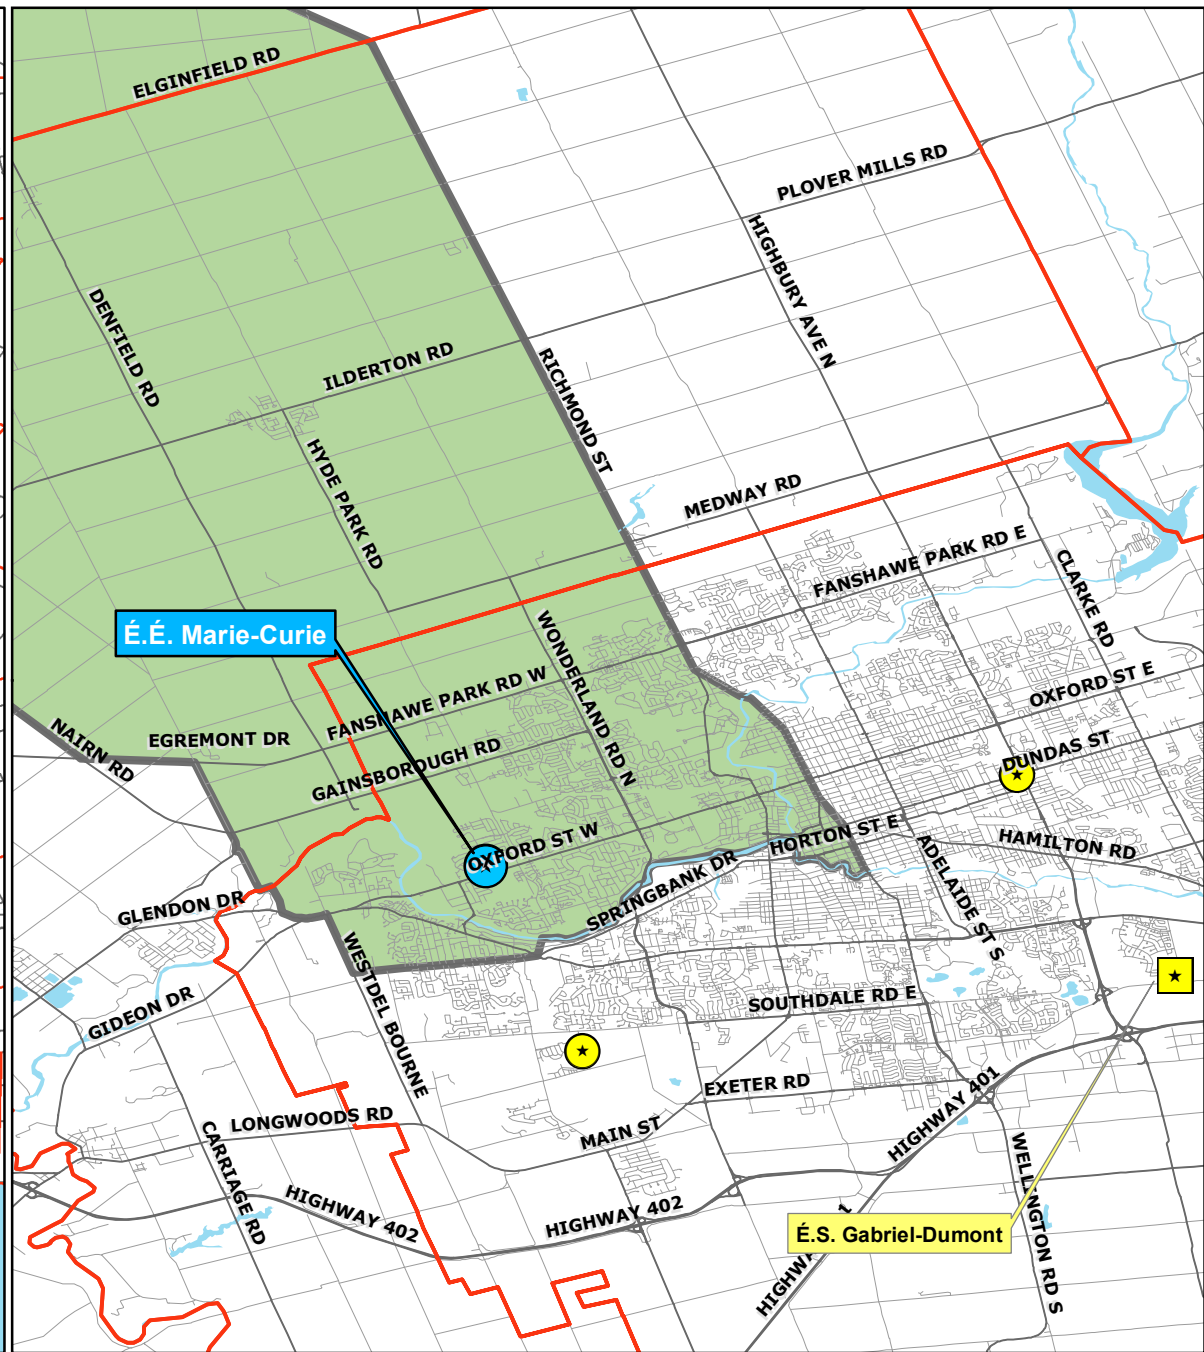 ELGINFIELD RD
PLOVER MILLS RD
HIGHBURY AVE N
DENFIELD RD
ILDERTON RD
RICHMOND ST
HYDE PARK RD
MEDWAY RD
FANSHAWE PARK RD E
CLARKE RD
É.É. Marie-Curie
WONDERLAND RD N
FANSHAWE PARK RD W
OXFORD ST E
NAIRN RD
EGREMONT DR
DUNDAS ST
GAINSBOROUGH RD
OXFORD ST W
HORTON ST E
HAMILTON RD
ADELAIDE ST S
SPRINGBANK DR
GLENDON DR
WESTDEL BOURNE
GIDEON DR
SOUTHDALE RD E
EXETER RD
HIGHWAY 401
LONGWOODS RD
MAIN ST
CARRIAGE RD
WELLINGTON RD S
HIGHWAY 402
HIGHWAY 402
É.S. Gabriel-Dumont